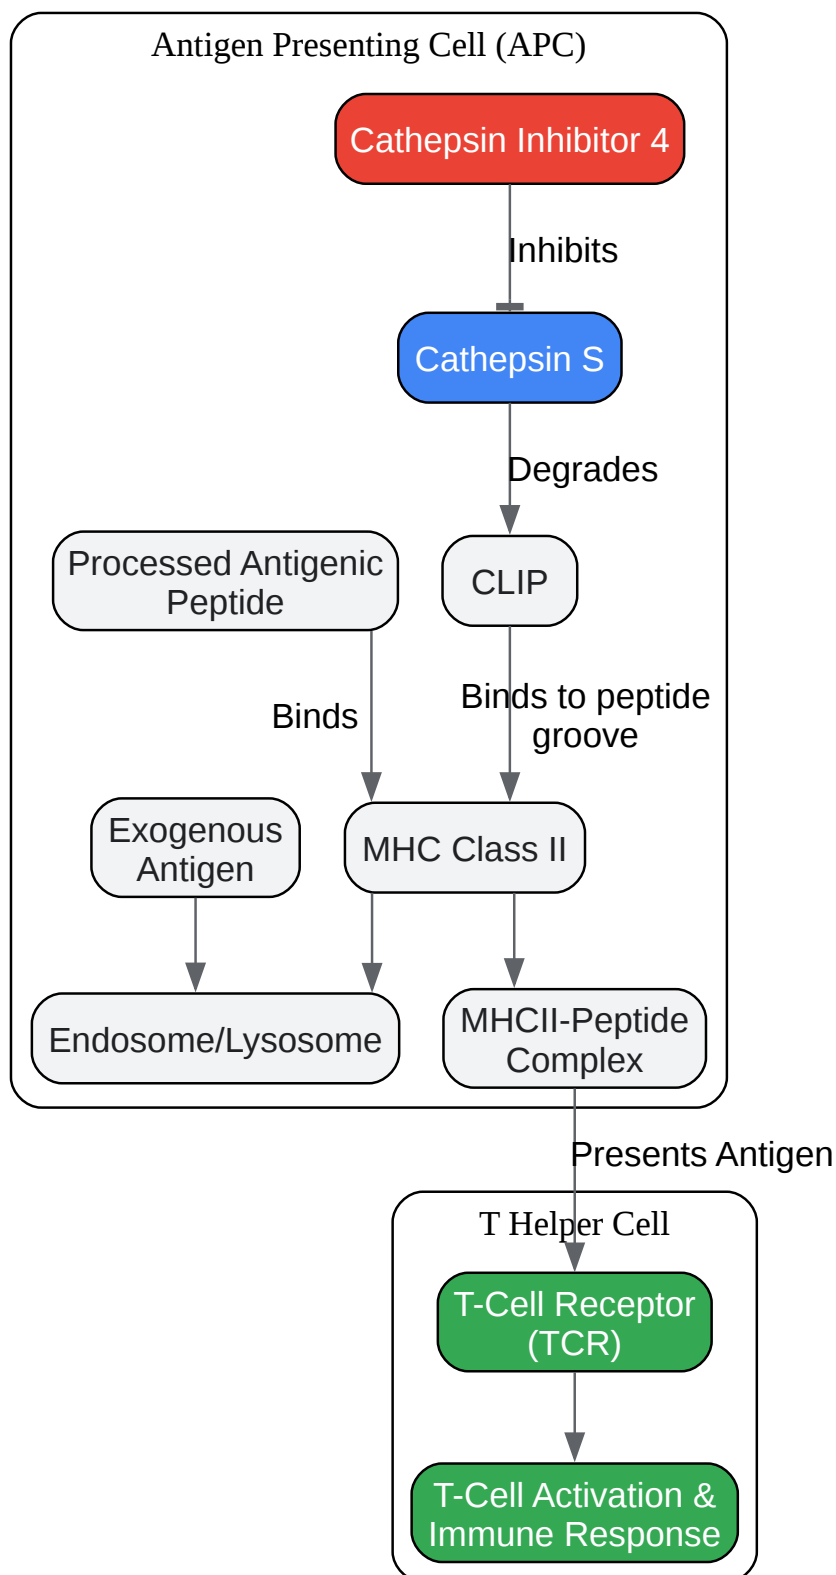 Antigen Presenting Cell (APC)
Cathepsin Inhibitor 4
Inhibits
Cathepsin S
Degrades
Processed Antigenic
Peptide
CLIP
Binds
Binds to peptide
groove
Exogenous
Antigen
MHC Class II
Endosome/Lysosome
MHCII-Peptide
Complex
Presents Antigen
T Helper Cell
T-Cell Receptor
(TCR)
T-Cell Activation &
Immune Response